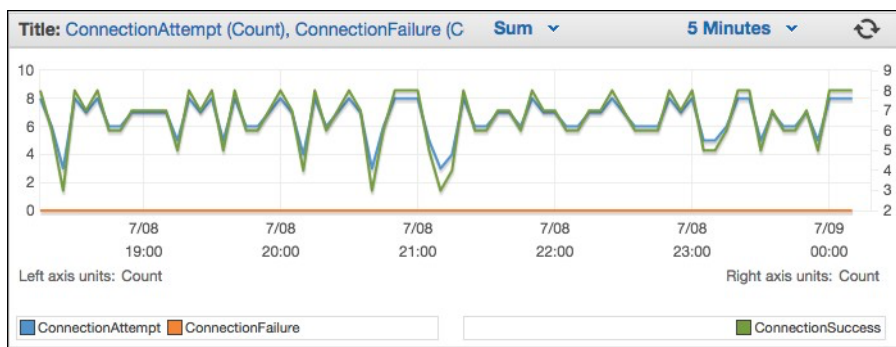 Title: ConnectionAttempt (Count), ConnectionFailure (C Sum 5 Minutes
10 9
8 8
7
6 6
5
4 4
2 3
0 2
7/08 7/08 7/08 7/08 7/08 7/09
19:00 20:00 21:00 22:00 23:00 00:00
Left axis units: Count Right axis units: Count
ConnectionAttempt ConnectionFailure ConnectionSuccess